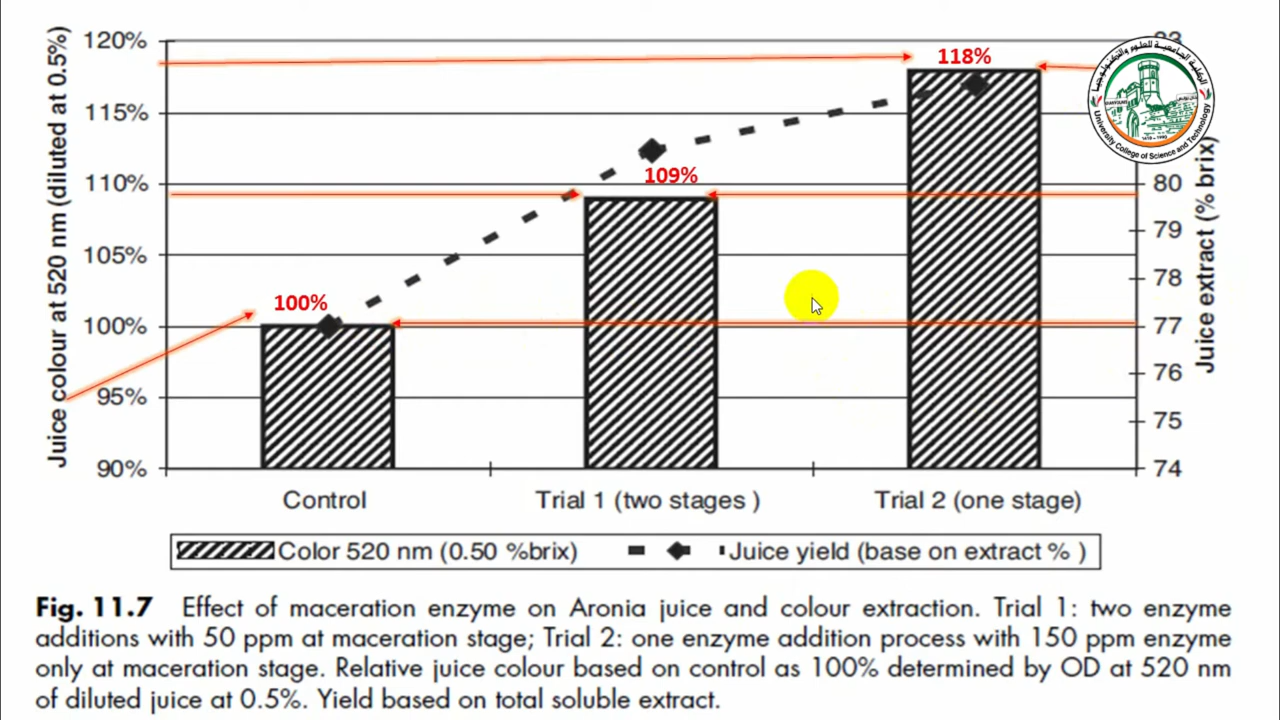 120%
115%
110%
105%
100%
95%
90%
Juice colour at 520 nm (diluted at 0.5%)
100%
109%
118%
80
79
78
77
76
75
74
Juice extract (% brix)
University College of Science and Technology
Control
Trial 1 (two stages )
Trial 2 (one stage)
Color 520 nm (0.50 %brix)
Juice yield (base on extract % )
Fig. 11.7 Effect of maceration enzyme on Aronia juice and colour extraction. Trial 1: two enzyme
additions with 50 ppm at maceration stage; Trial 2: one enzyme addition process with 150 ppm enzyme
only at maceration stage. Relative juice colour based on control as 100% determined by OD at 520 nm
of diluted juice at 0.5%. Yield based on total soluble extract.